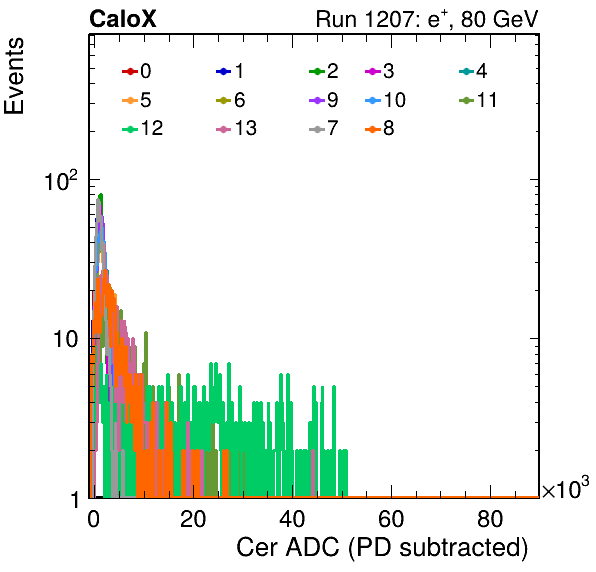 CaloX Run 1207: e+, 80 GeV
Events
0 1 2 3 4
5 6 9 10 11
12 13 7 8
10²
10
1
0 20 40 60 80 ×10³
Cer ADC (PD subtracted)